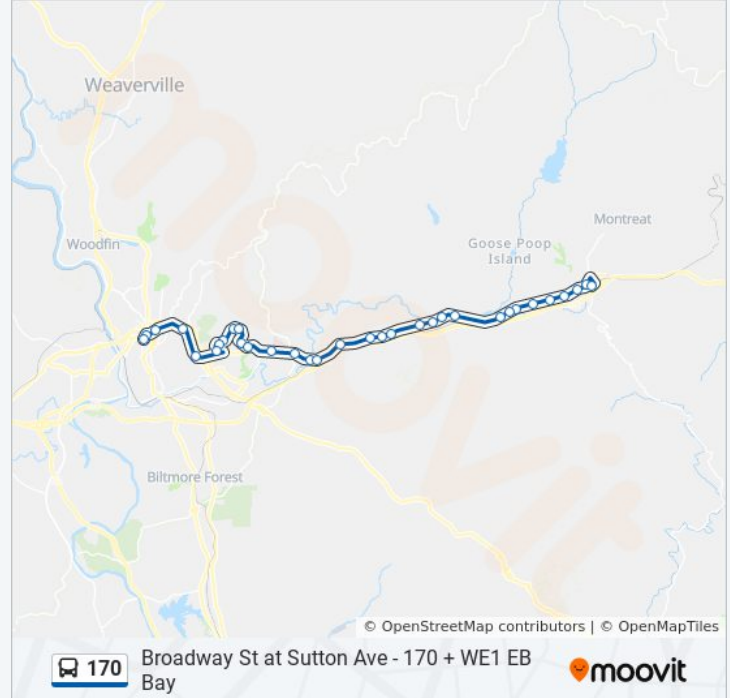 Weaverville
Montreat
Woodfin
Goose Poop
Island
Biltmore Forest
moovit
© OpenStreetMap contributors | © OpenMapTiles
170
Broadway St at Sutton Ave - 170 + WE1 EB
Bay
moovit